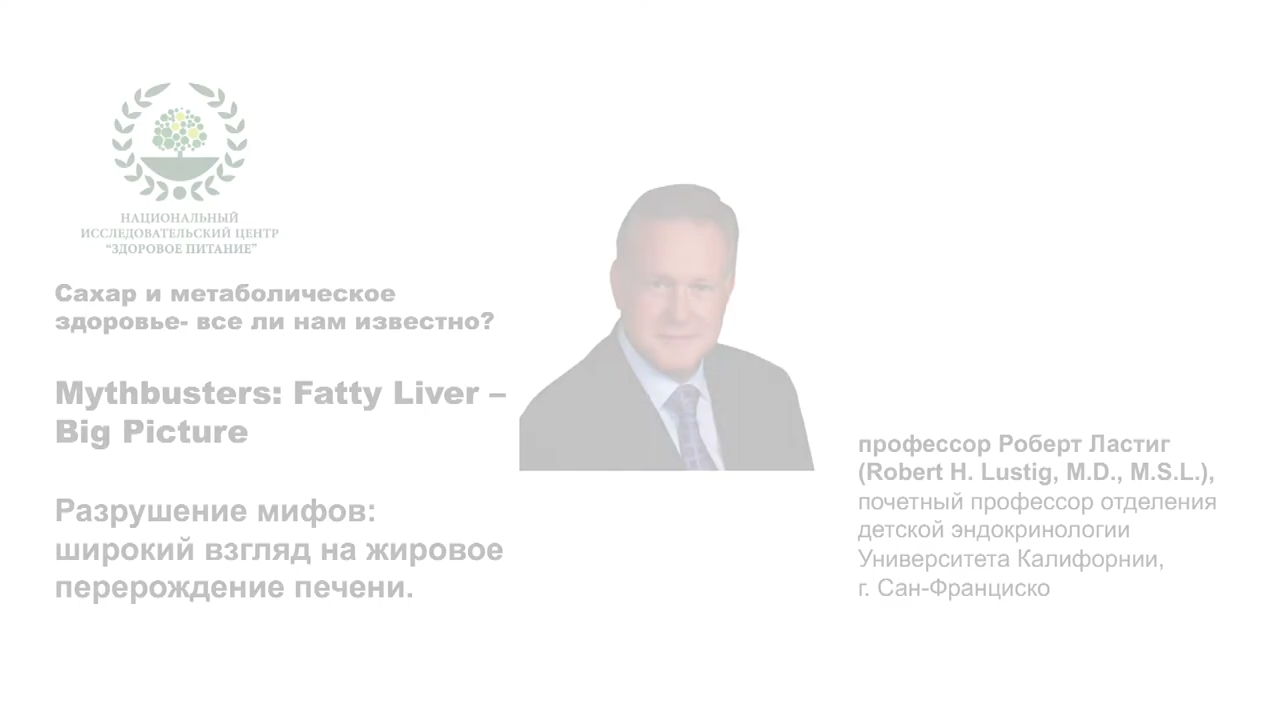 НАЦИОНАЛЬНЫЙ
ИССЛЕДОВАТЕЛЬСКИЙ ЦЕНТР
“ЗДОРОВОЕ ПИТАНИЕ”
Сахар и метаболическое
здоровье- все ли нам известно?
Mythbusters: Fatty Liver –
Big Picture
Разрушение мифов:
широкий взгляд на жировое
перерождение печени.
профессор Роберт Ластиг
(Robert H. Lustig, M.D., M.S.L.),
почетный профессор отделения
детской эндокринологии
Университета Калифорнии,
г. Сан-Франциско